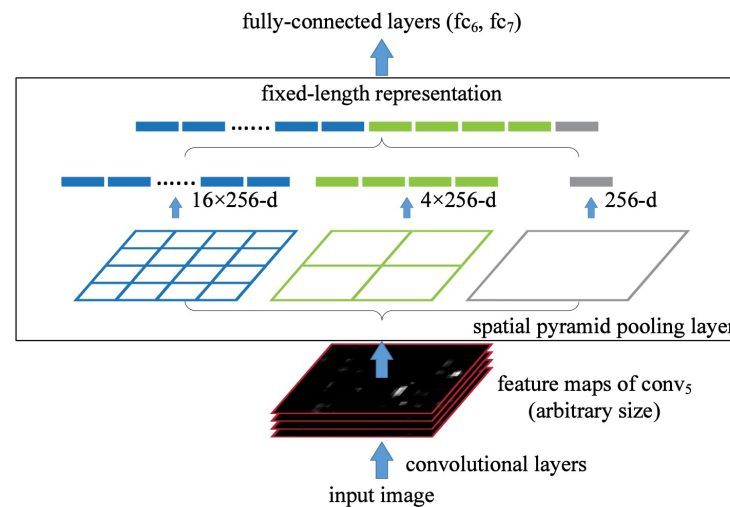 fully-connected layers (fc₆, fc₇)
fixed-length representation
......
......
16×256-d
4×256-d
256-d
spatial pyramid pooling layer
feature maps of conv₅
(arbitrary size)
convolutional layers
input image